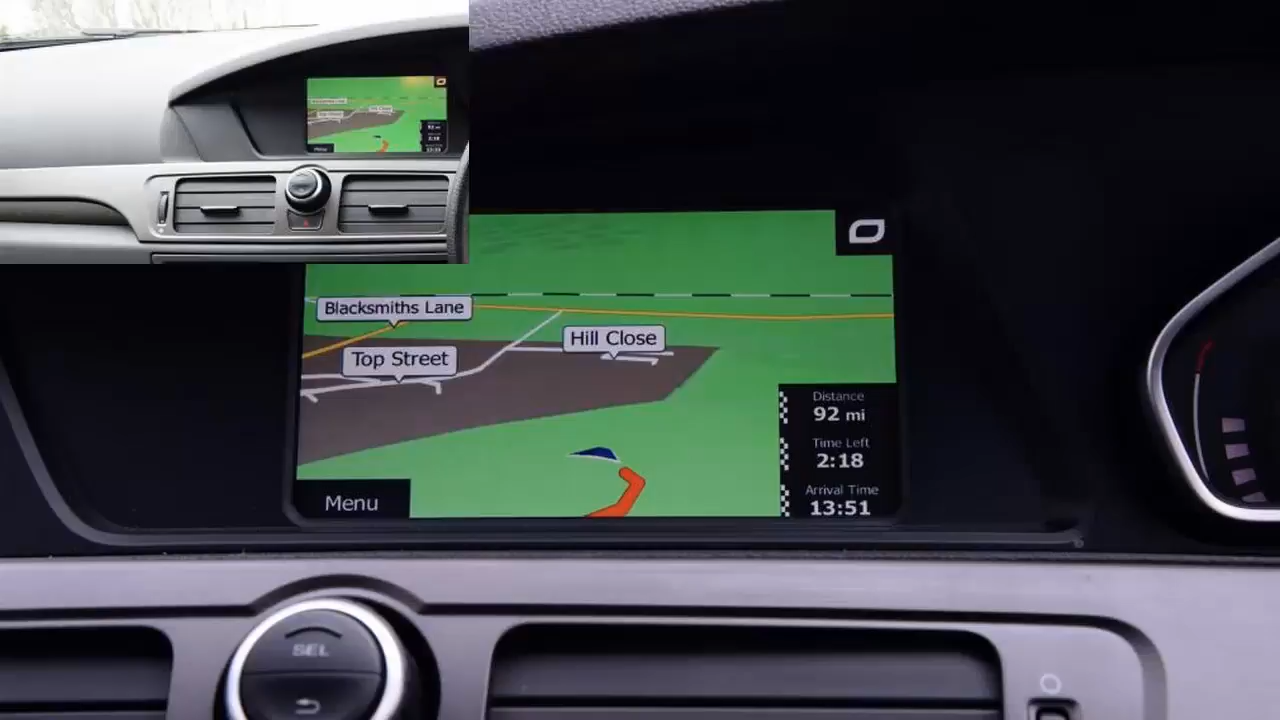 Blacksmiths Lane
Hill Close
Top Street
Distance
92 mi
Time Left
2:18
Arrival Time
13:51
Menu
SEL